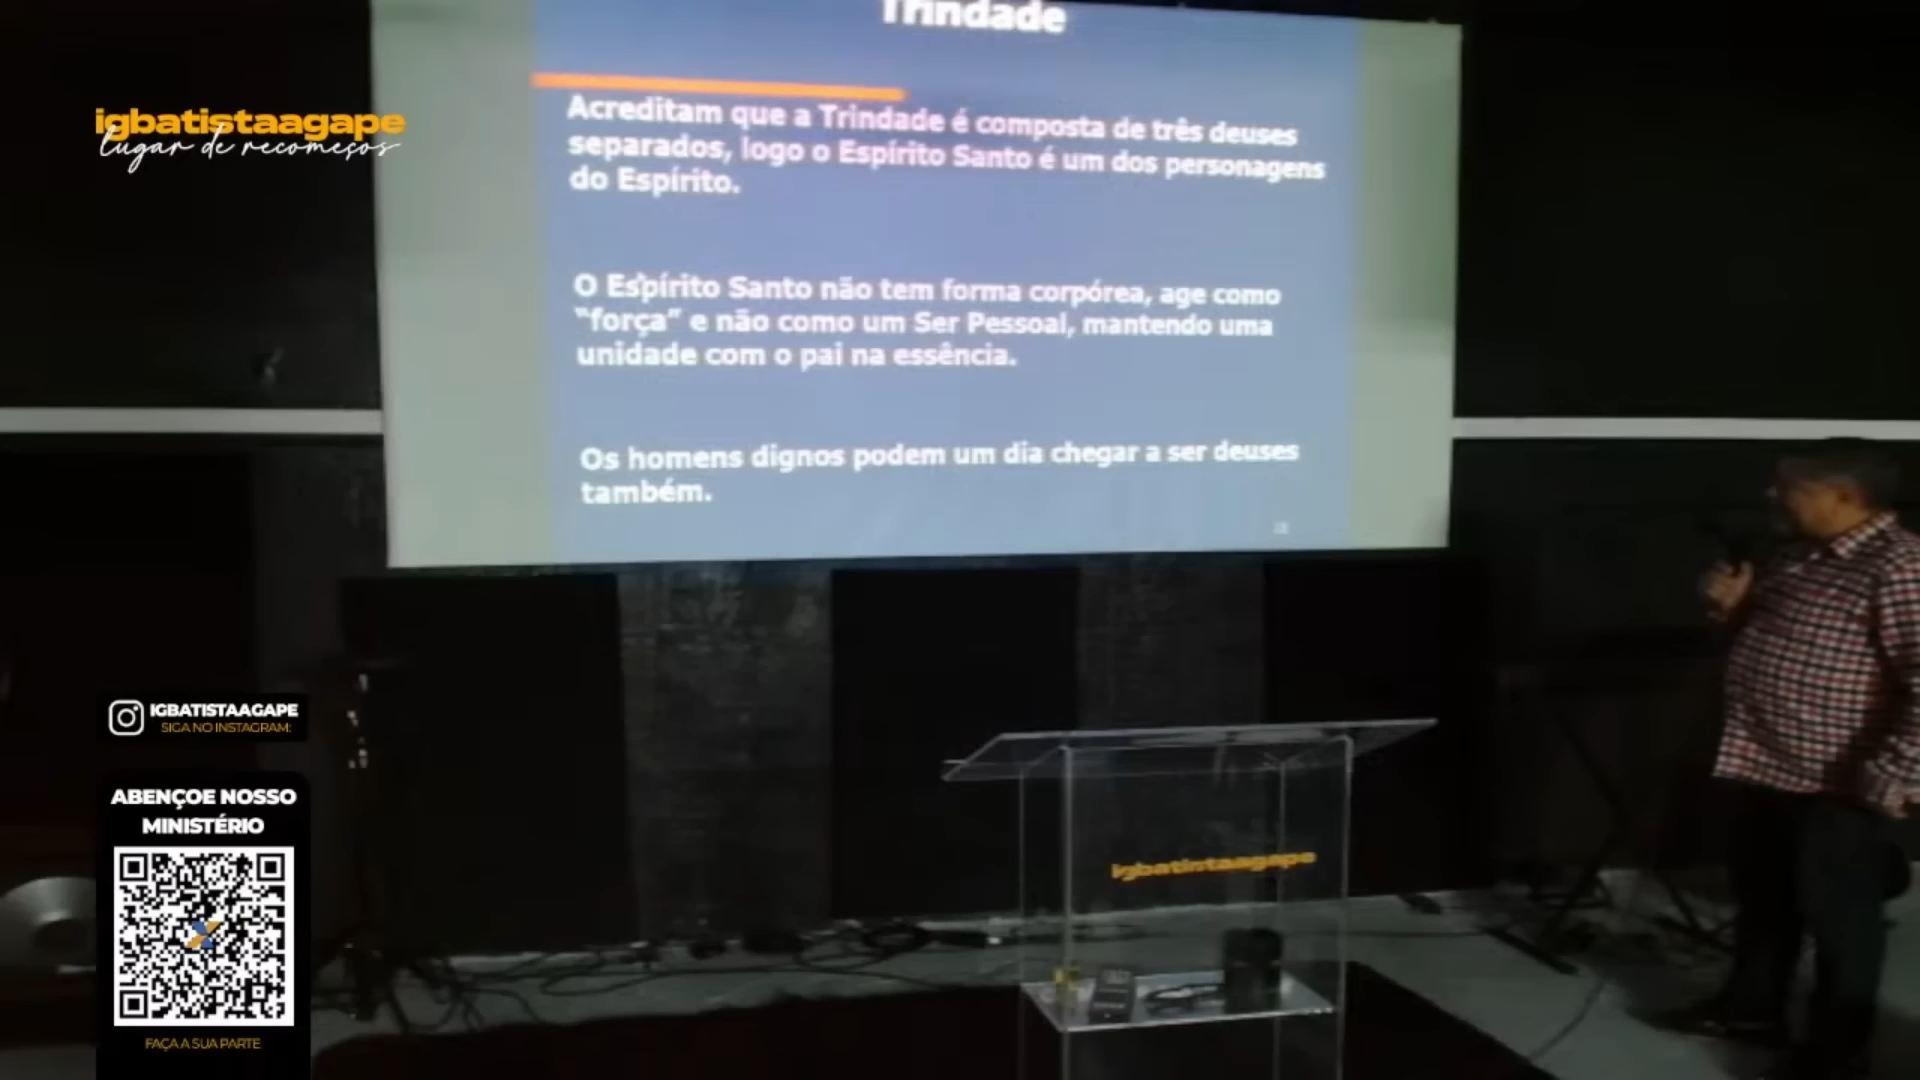 Trindade
igbatistaagape
lugar de recomeços
Acreditam que a Trindade é composta de três deuses
separados, logo o Espírito Santo é um dos personagens
do Espírito.
O Espírito Santo não tem forma corpórea, age como
"força" e não como um Ser Pessoal, mantendo uma
unidade com o pai na essência.
Os homens dignos podem um dia chegar a ser deuses
também.
IGBATISTAAGAPE
SIGA NO INSTAGRAM:
ABENÇOE NOSSO
MINISTÉRIO
FAÇA A SUA PARTE
igbatistaagape